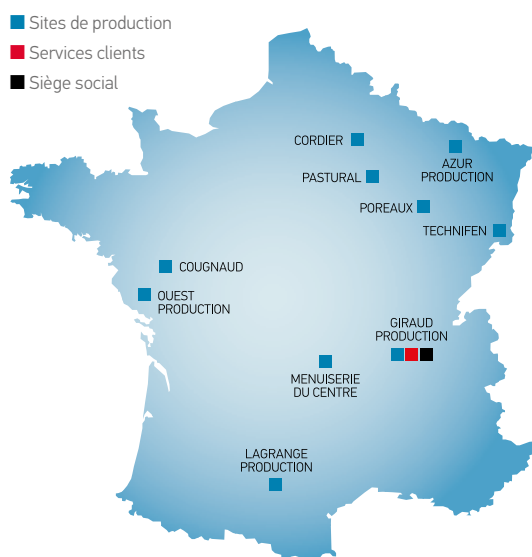 Sites de production
Services clients
Siège social
CORDIER
AZUR
PRODUCTION
PASTURAL
POREAUX
TECHNIFEN
COUGNAUD
OUEST
PRODUCTION
GIRAUD
PRODUCTION
MENUISERIE
DU CENTRE
LAGRANGE
PRODUCTION